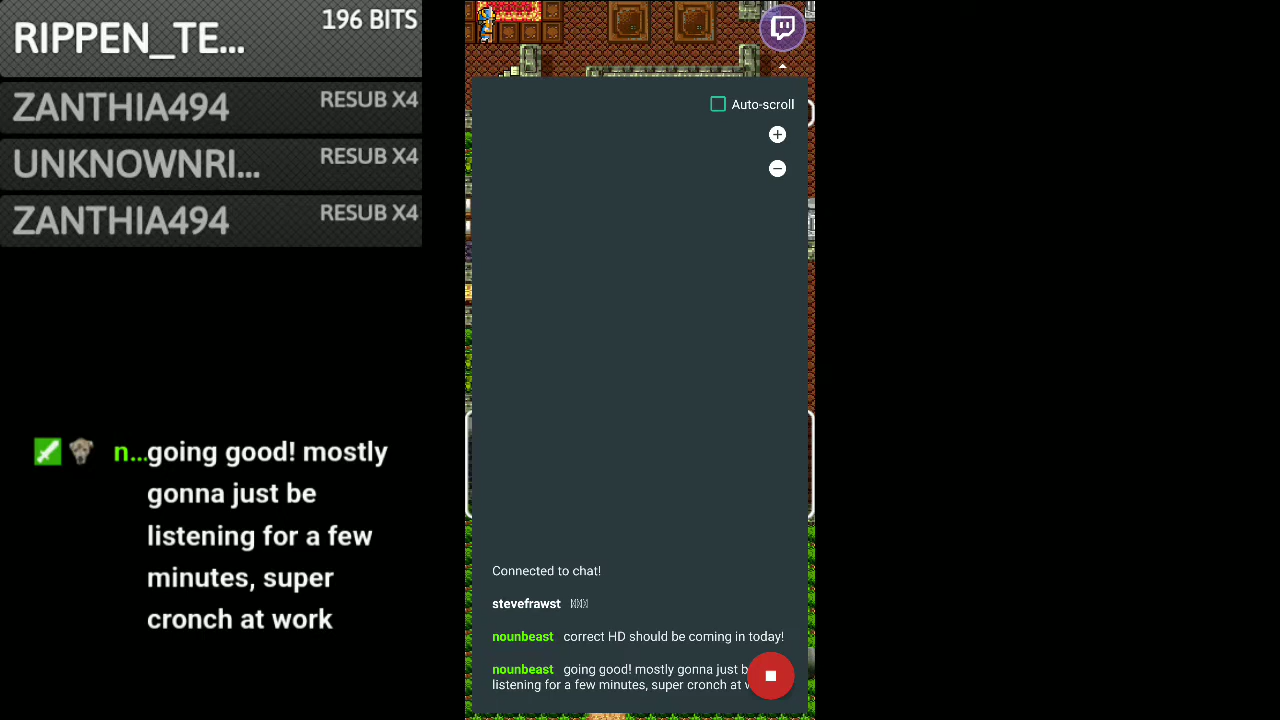 RIPPEN_TE... 196 BITS
ZANTHIA494 RESUB X4
UNKNOWNRI... RESUB X4
ZANTHIA494 RESUB X4
n...going good! mostly
gonna just be
listening for a few
minutes, super
cronch at work
Auto-scroll
Connected to chat!
stevefrawst
nounbeast correct HD should be coming in today!
nounbeast going good! mostly gonna just b
listening for a few minutes, super cronch at